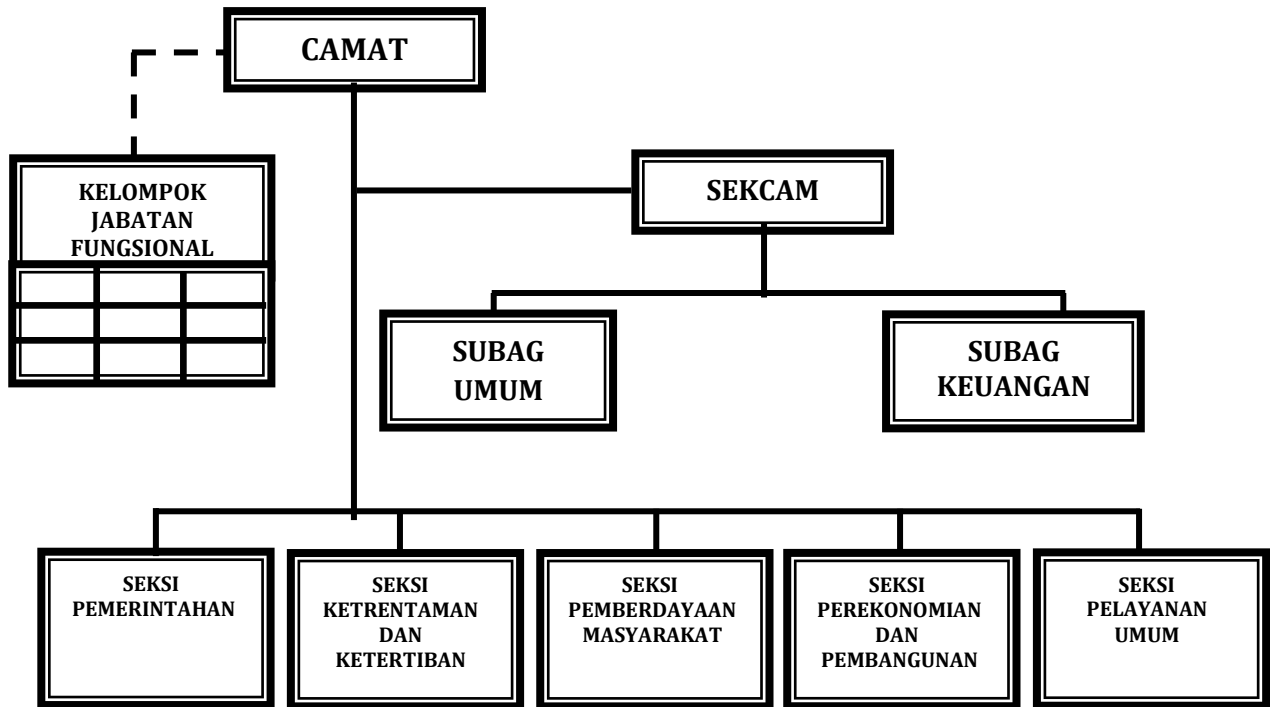 CAMAT
KELOMPOK
JABATAN
FUNGSIONAL
SEKCAM
SUBAG
UMUM
SUBAG
KEUANGAN
SEKSI
PEMERINTAHAN
SEKSI
KETRENTAMAN
DAN
KETERTIBAN
SEKSI
PEMBERDAYAAN
MASYARAKAT
SEKSI
PEREKONOMIAN
DAN
PEMBANGUNAN
SEKSI
PELAYANAN
UMUM